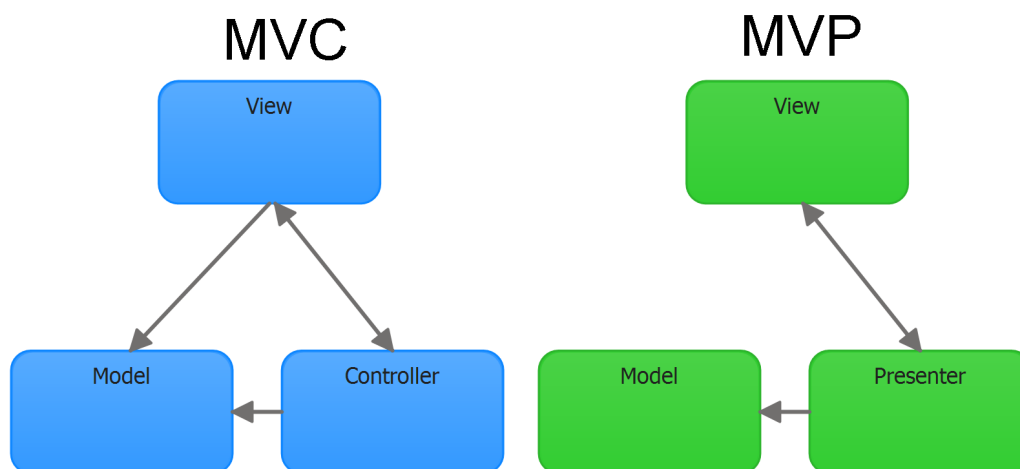 MVC
View
Model
Controller
MVP
View
Model
Presenter